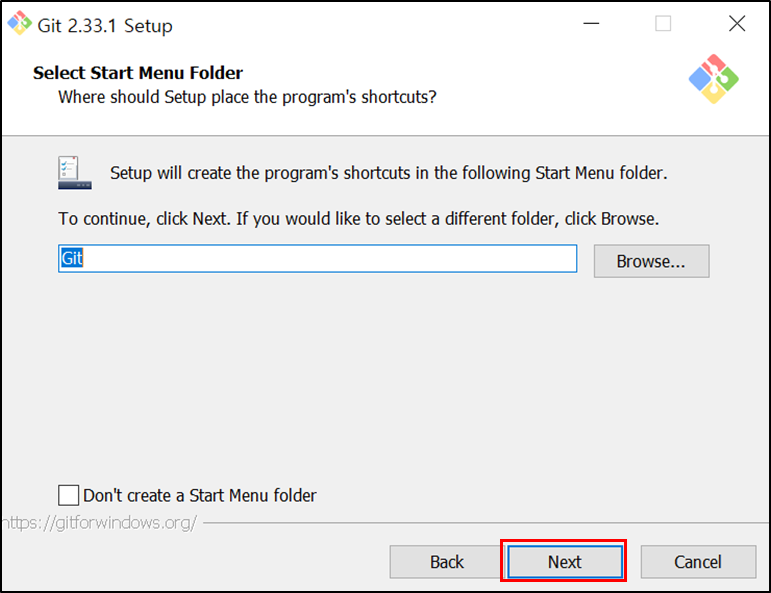 Git 2.33.1 Setup
Select Start Menu Folder
Where should Setup place the program's shortcuts?
Setup will create the program's shortcuts in the following Start Menu folder.
To continue, click Next. If you would like to select a different folder, click Browse.
Git
Browse...
Don't create a Start Menu folder
https://gitforwindows.org/
Back
Next
Cancel